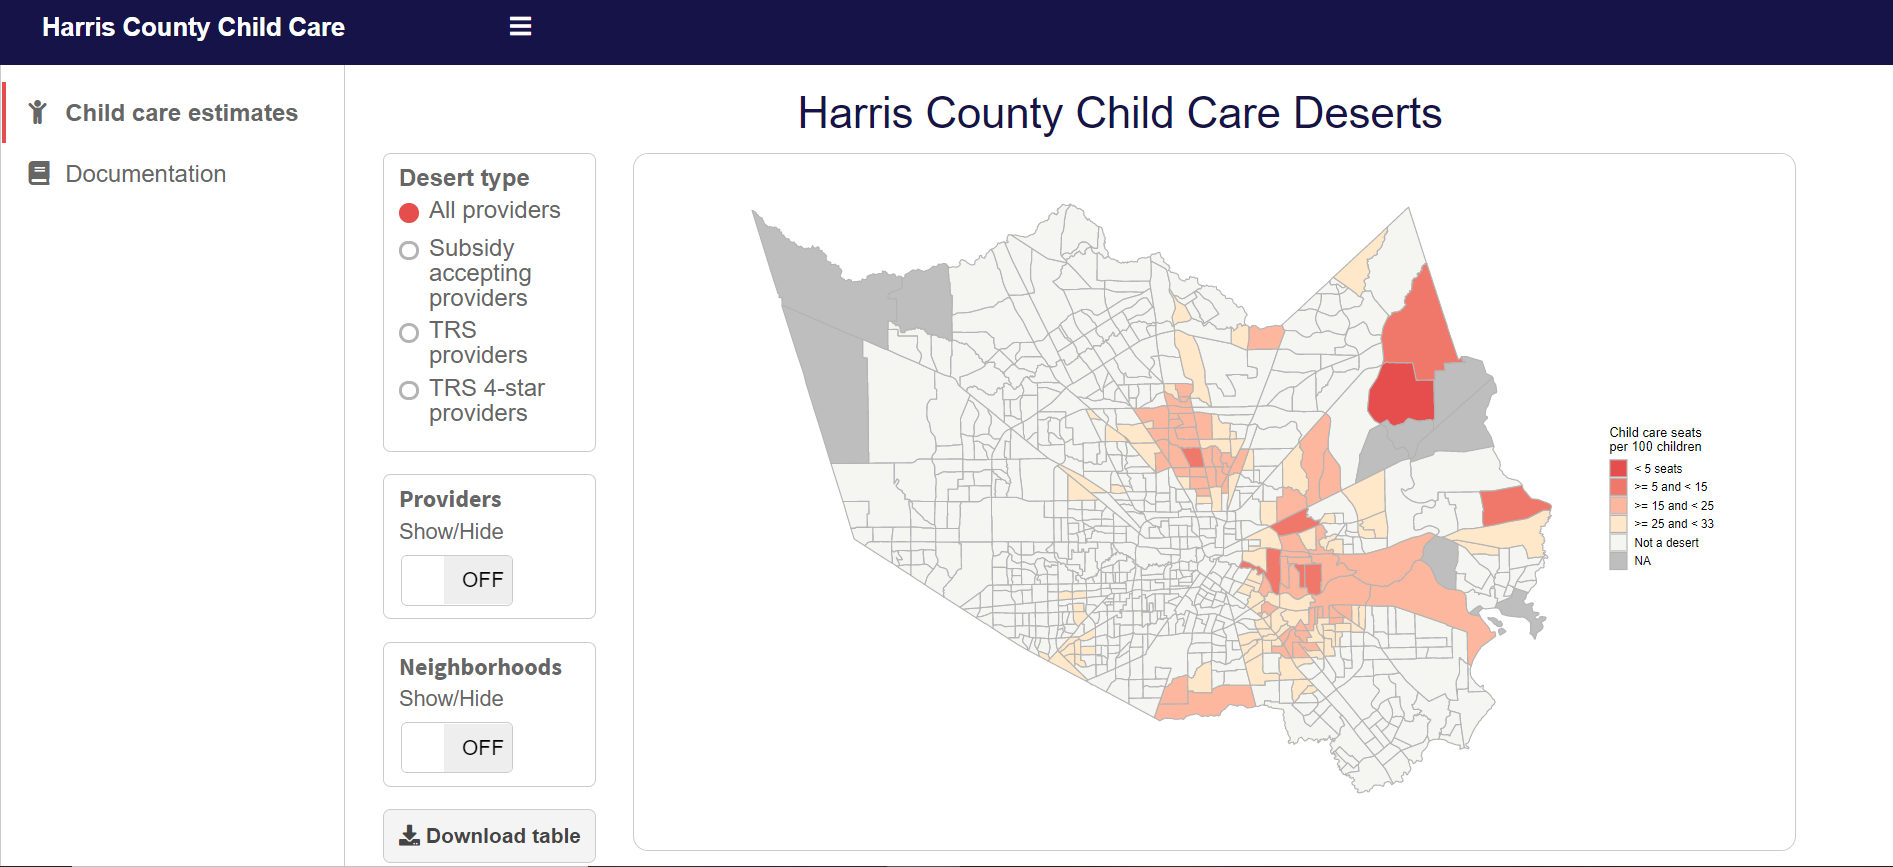 Harris County Child Care
Child care estimates
Documentation
Harris County Child Care Deserts
Desert type
All providers
Subsidy
accepting
providers
TRS
providers
TRS 4-star
providers
Providers
Show/Hide
OFF
Neighborhoods
Show/Hide
OFF
Download table
Child care seats
per 100 children
< 5 seats
>= 5 and < 15
>= 15 and < 25
>= 25 and < 33
Not a desert
NA